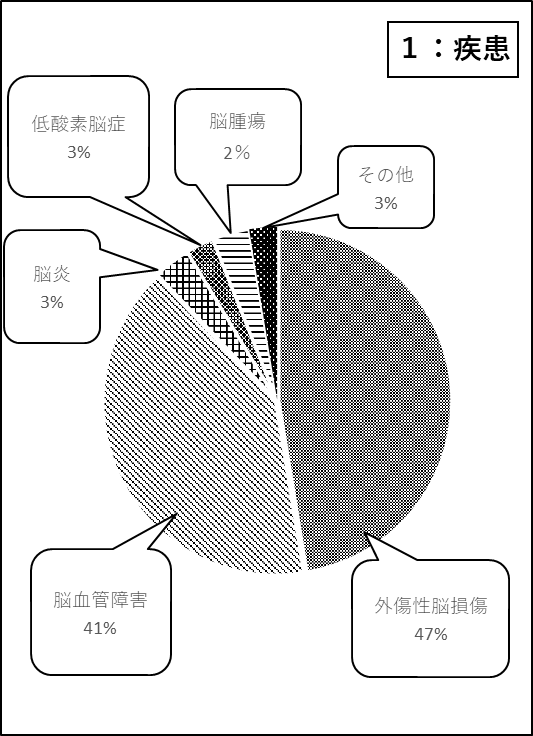 1：疾患
低酸素脳症
3%
脳腫瘍
2%
その他
3%
脳炎
3%
脳血管障害
41%
外傷性脳損傷
47%